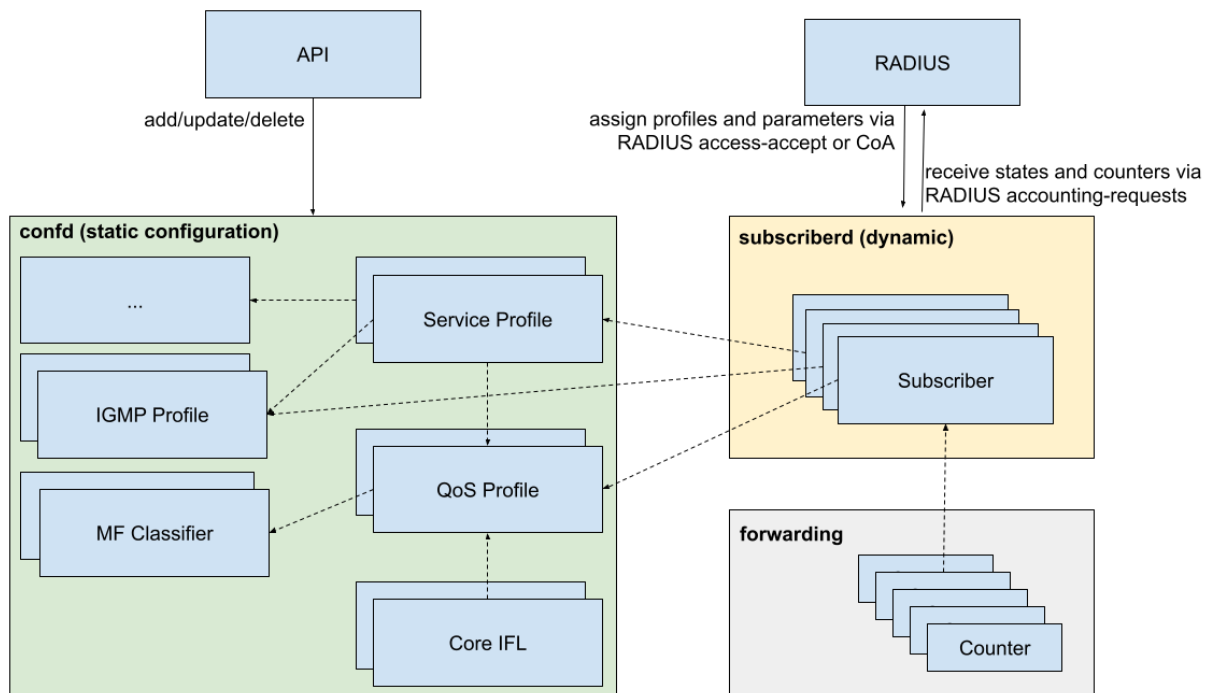 API
RADIUS
add/update/delete
assign profiles and parameters via
RADIUS access-accept or CoA
receive states and counters via
RADIUS accounting-requests
confd (static configuration)
...
Service Profile
IGMP Profile
QoS Profile
MF Classifier
Core IFL
subscriberd (dynamic)
Subscriber
forwarding
Counter